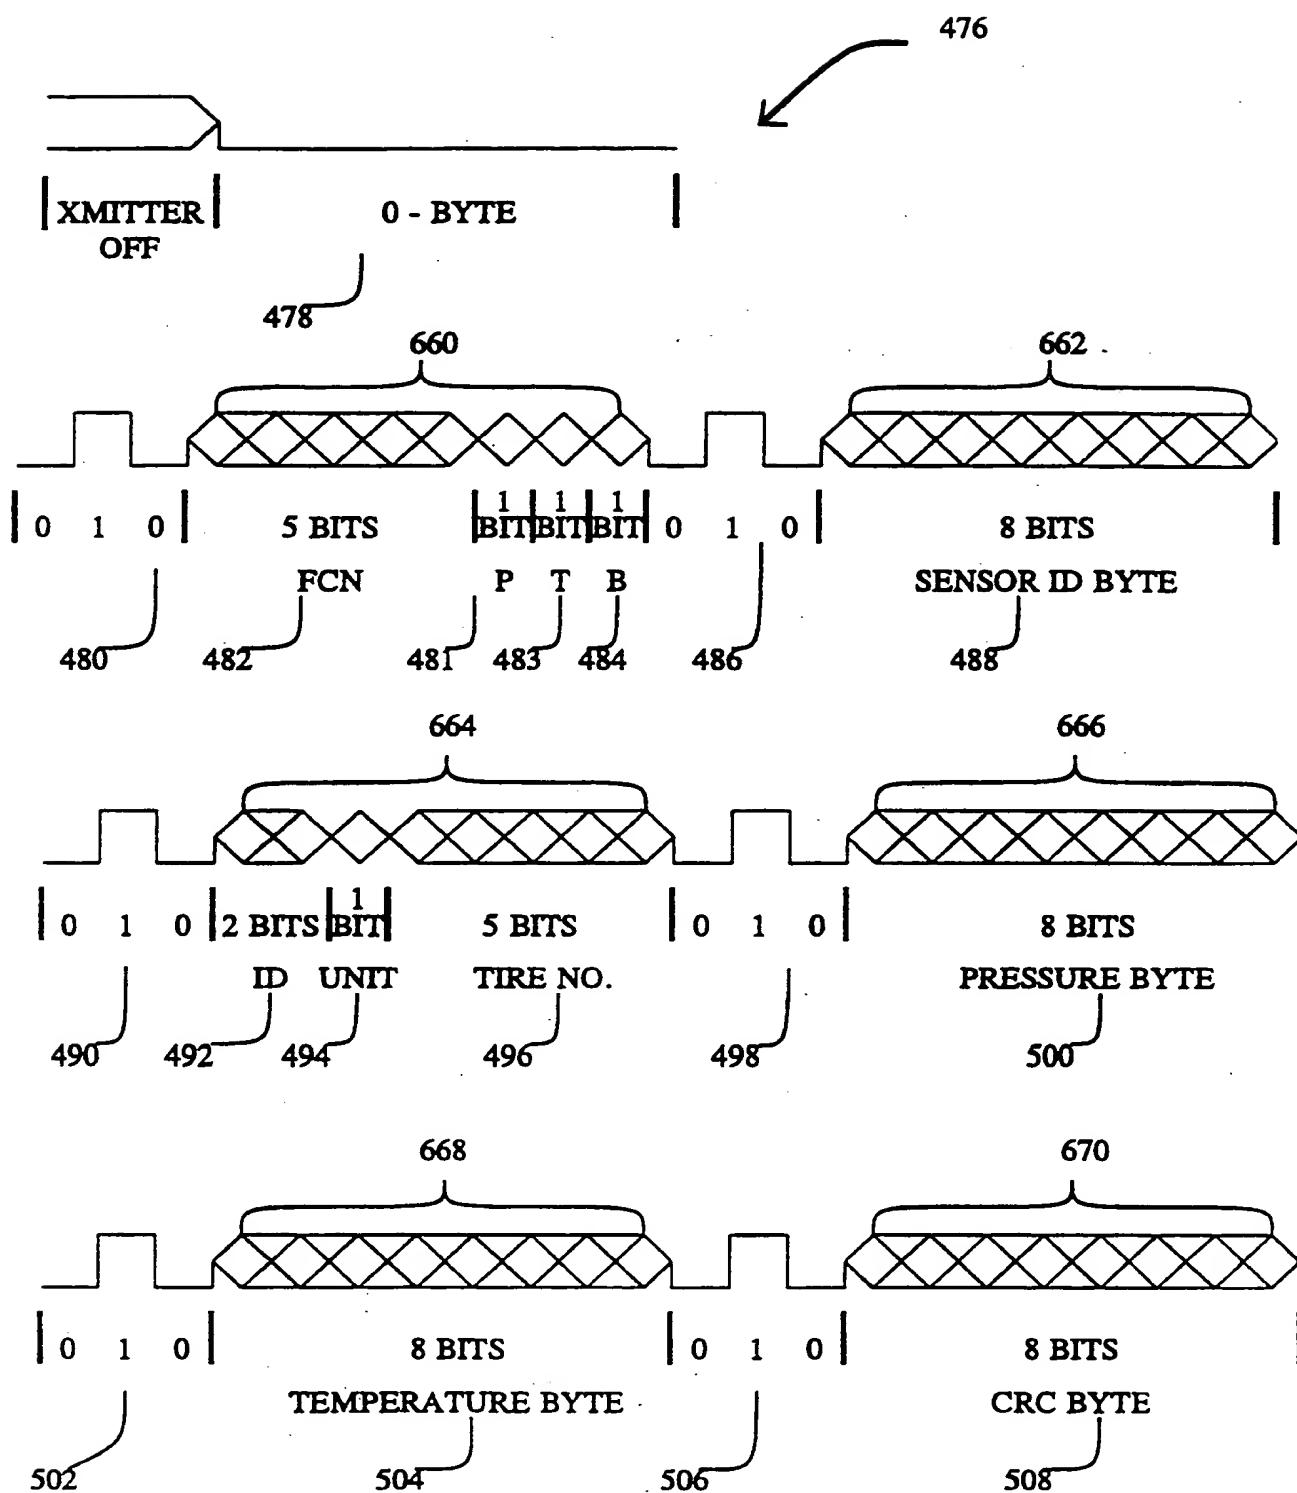 476
XMITTER 0 - BYTE
OFF
478
660 662
0 1 0 5 BITS 1 BIT 1 BIT 1 BIT 0 1 0 8 BITS
FCN P T B SENSOR ID BYTE
480 482 481 483 484 486 488
664 666
0 1 0 2 BITS 1 BIT 5 BITS 0 1 0 8 BITS
ID UNIT TIRE NO. PRESSURE BYTE
490 492 494 496 498 500
668 670
0 1 0 8 BITS 0 1 0 8 BITS
TEMPERATURE BYTE CRC BYTE
502 504 506 508